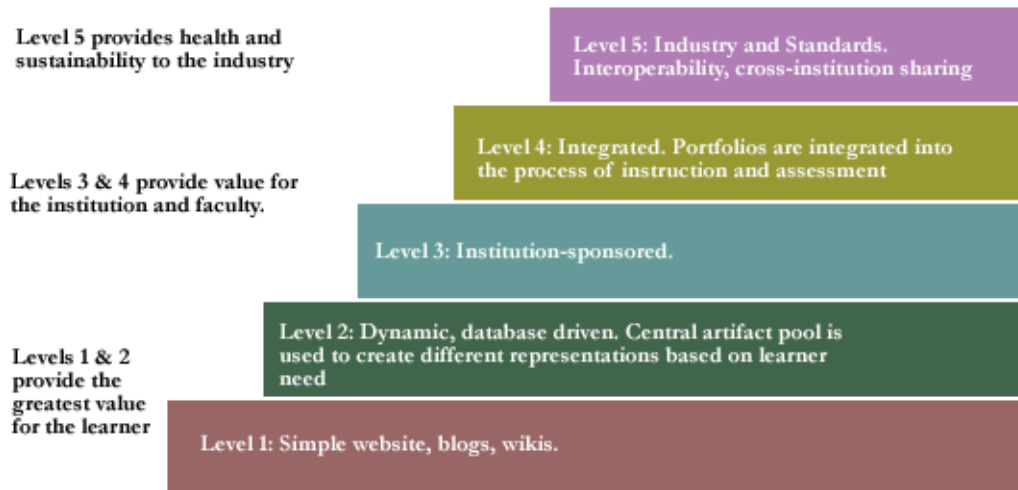 Level 5 provides health and
sustainability to the industry
Level 5: Industry and Standards.
Interoperability, cross-institution sharing
Level 4: Integrated. Portfolios are integrated into
the process of instruction and assessment
Levels 3 & 4 provide value for
the institution and faculty.
Level 3: Institution-sponsored.
Level 2: Dynamic, database driven. Central artifact pool is
used to create different representations based on learner
need
Levels 1 & 2
provide the
greatest value
for the learner
Level 1: Simple website, blogs, wikis.